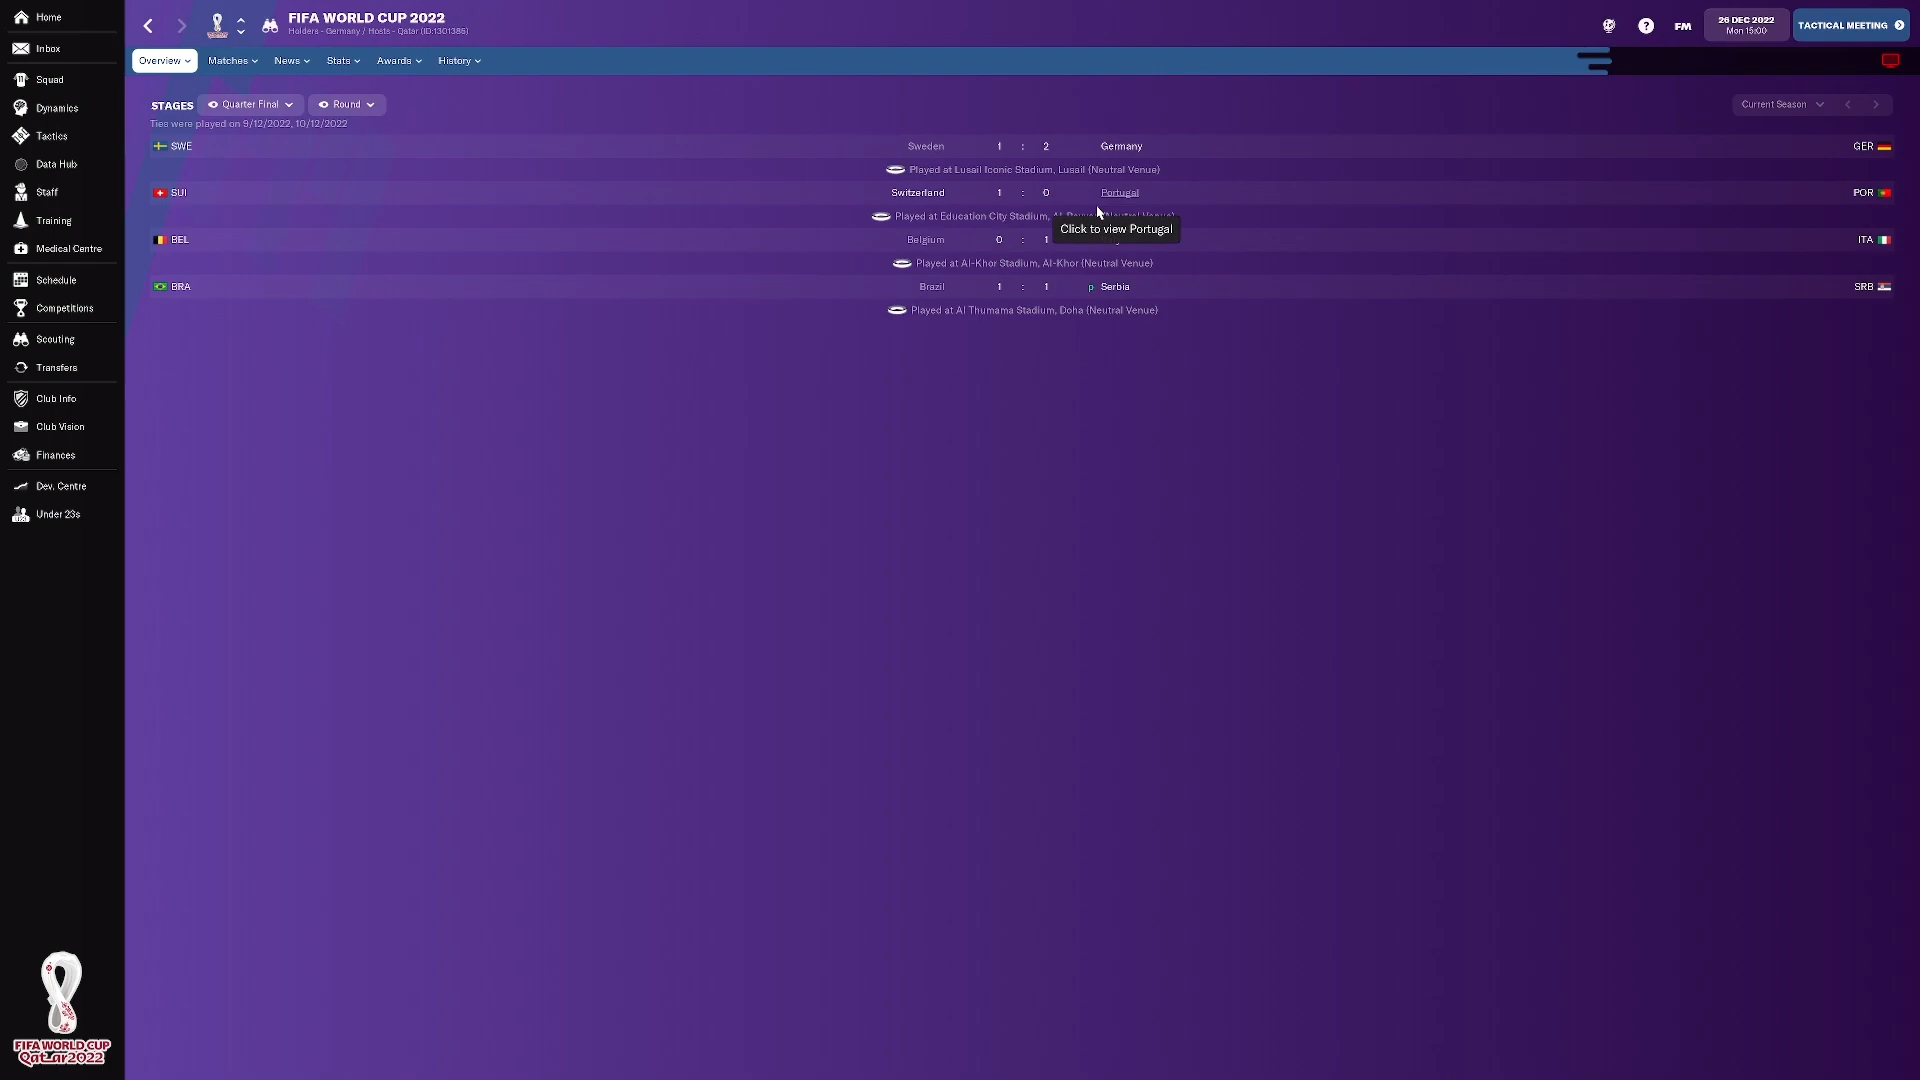 Home
Inbox
Squad
Dynamics
Tactics
Data Hub
Staff
Training
Medical Centre
Schedule
Competitions
Scouting
Transfers
Club Info
Club Vision
Finances
Dev. Centre
Under 23s
FIFA WORLD CUP
Qatar2022
FIFA WORLD CUP 2022
Holders - Germany / Hosts - Qatar (ID:1301385)
? FM 26 DEC 2022 TACTICAL MEETING
Mon 15:00
Overview Matches News Stats Awards History
STAGES Quarter Final Round Current Season
Ties were played on 9/12/2022, 10/12/2022
SWE Sweden 1 : 2 Germany GER
Played at Lusail Iconic Stadium, Lusail (Neutral Venue)
SUI Switzerland 1 : 0 Portugal POR
Played at Education City Stadium, (Neutral Venue)
Click to view Portugal
BEL Belgium 0 : 1 ITA
Played at Al-Khor Stadium, Al-Khor (Neutral Venue)
BRA Brazil 1 : 1 p Serbia SRB
Played at Al Thumama Stadium, Doha (Neutral Venue)